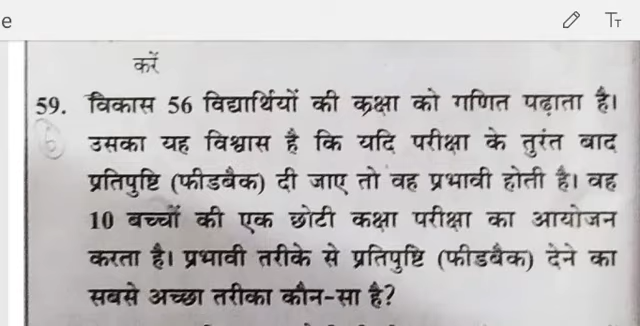 e
Tт
करें
59. विकास 56 विद्यार्थियों की कक्षा को गणित पढ़ाता है।
उसका यह विश्वास है कि यदि परीक्षा के तुरंत बाद
प्रतिपुष्टि (फीडबैक) दी जाए तो वह प्रभावी होती है। वह
10 बच्चों की एक छोटी कक्षा परीक्षा का आयोजन
करता है। प्रभावी तरीके से प्रतिपुष्टि (फीडबैक) देने का
सबसे अच्छा तरीका कौन-सा है?